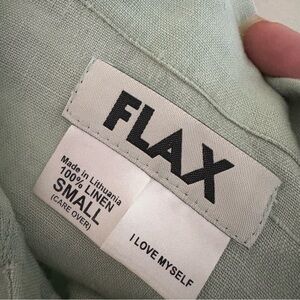 FLAX
Made in Lithuania
100% LINEN
SMALL
(CARE OVER)
I LOVE MYSELF